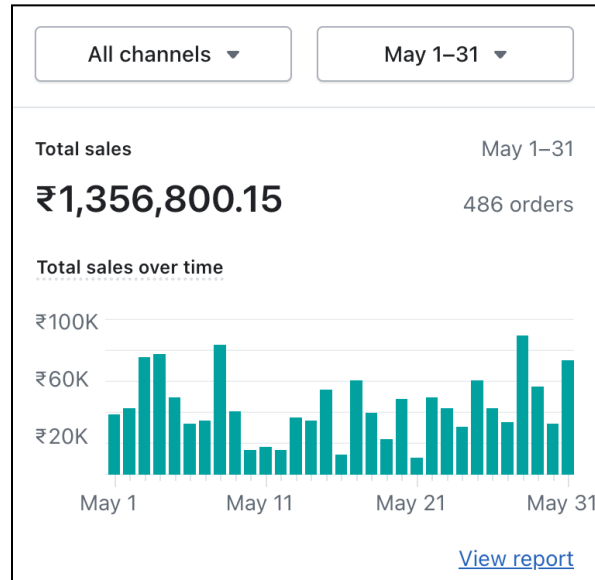 All channels
May 1–31
Total sales
May 1–31
₹1,356,800.15
486 orders
Total sales over time
₹100K
₹60K
₹20K
May 1
May 11
May 21
May 31
View report